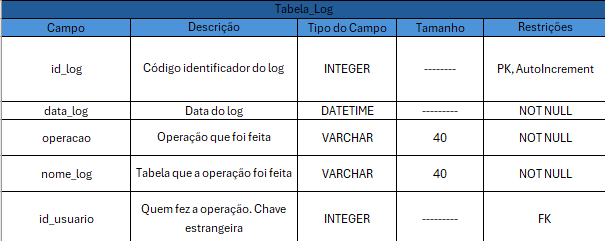 Tabela_Log
Campo Descrição Tipo do Campo Tamanho Restrições
id_log Código identificador do log INTEGER -------- PK, AutoIncrement
data_log Data do log DATETIME --------- NOT NULL
operacao Operação que foi feita VARCHAR 40 NOT NULL
nome_log Tabela que a operação foi feita VARCHAR 40 NOT NULL
id_usuario Quem fez a operação. Chave estrangeira INTEGER --------- FK